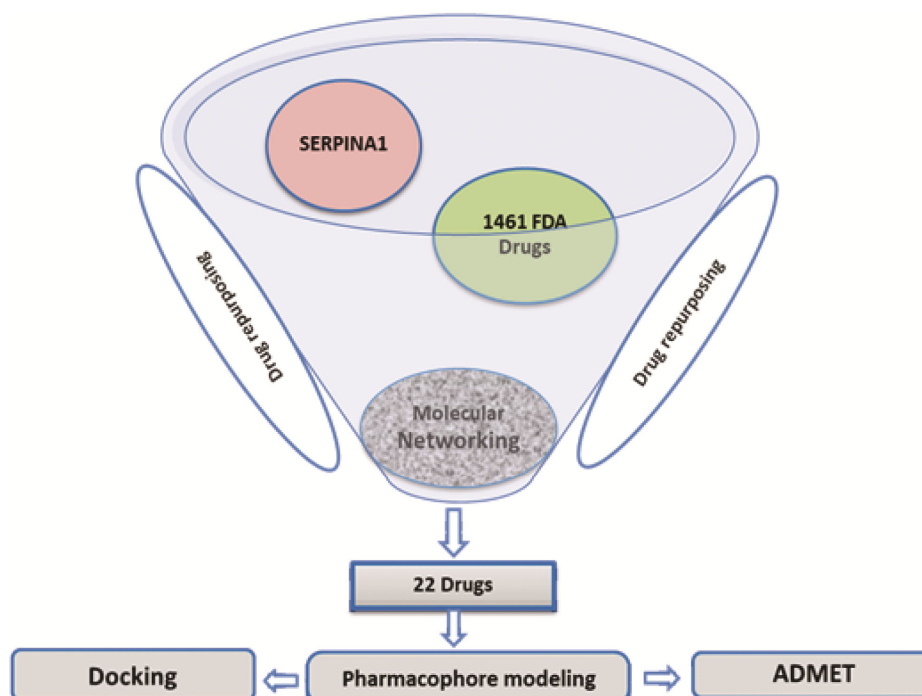 SERPINA1
1461 FDA
Drugs
Drug repurposing
Drug repurposing
Molecular
Networking
22 Drugs
Docking
Pharmacophore modeling
ADMET